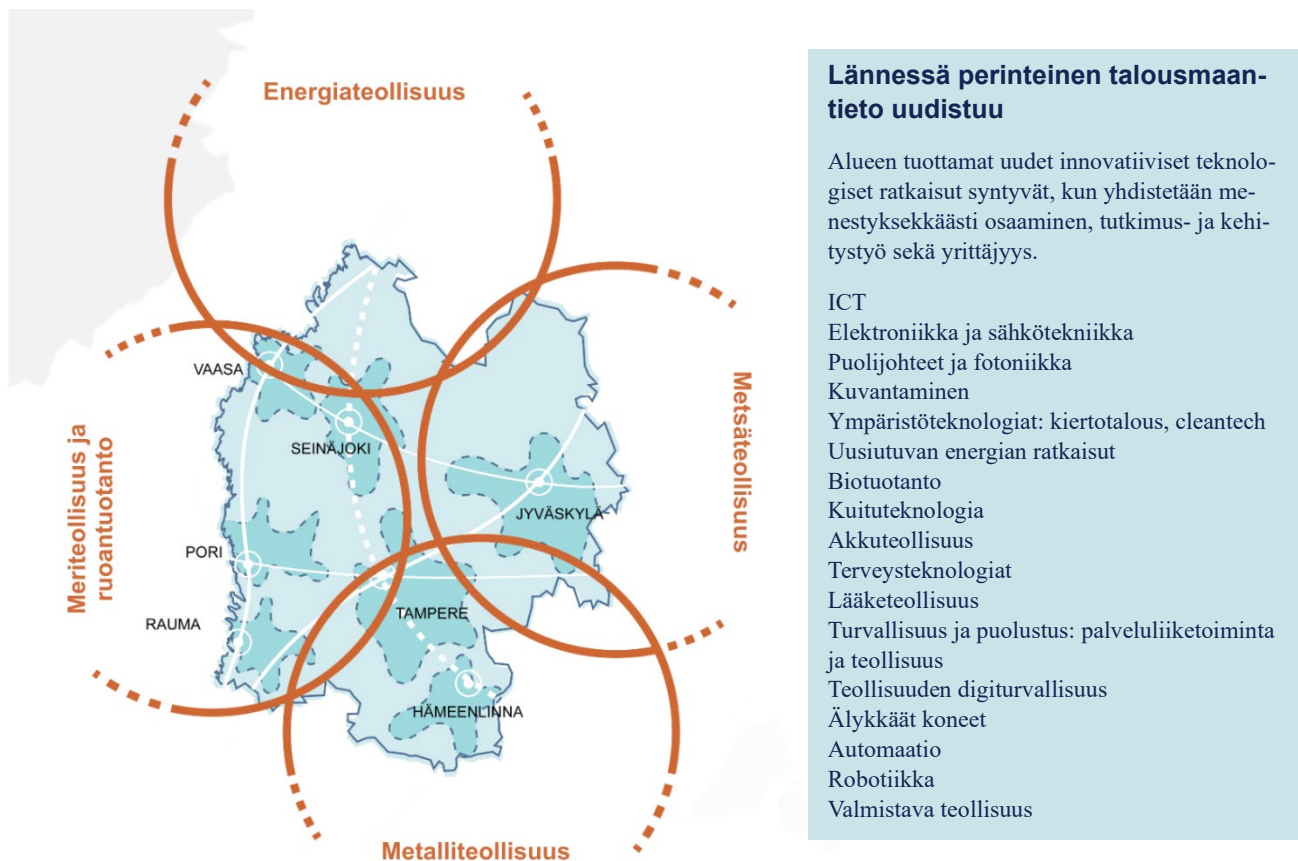 Energiateollisuus
Meriteollisuus ja
ruoantuotanto
Metsäteollisuus
VAASA
SEINÄJOKI
JYVÄSKYLÄ
PORI
TAMPERE
RAUMA
HÄMEENLINNA
Metalliteollisuus
Lännessä perinteinen talousmaan-
tieto uudistuu
Alueen tuottamat uudet innovatiiviset teknolo-
giset ratkaisut syntyvät, kun yhdistetään me-
nestyksekkäästi osaaminen, tutkimus- ja kehi-
tystyö sekä yrittäjyys.
ICT
Elektroniikka ja sähkötekniikka
Puolijohteet ja fotoniikka
Kuvantaminen
Ympäristöteknologiat: kiertotalous, cleantech
Uusiutuvan energian ratkaisut
Biotuotanto
Kuituteknologia
Akkuteollisuus
Terveysteknologiat
Lääketeollisuus
Turvallisuus ja puolustus: palveluliiketoiminta
ja teollisuus
Teollisuuden digiturvallisuus
Älykkäät koneet
Automaatio
Robotiikka
Valmistava teollisuus